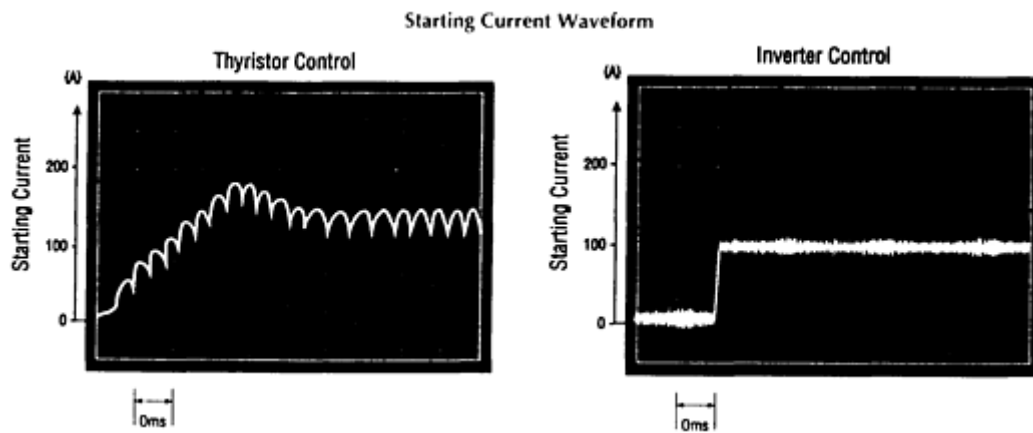 Starting Current Waveform
Thyristor Control
(A)
Starting Current
200
100
0
0ms
Inverter Control
(A)
Starting Current
200
100
0
0ms